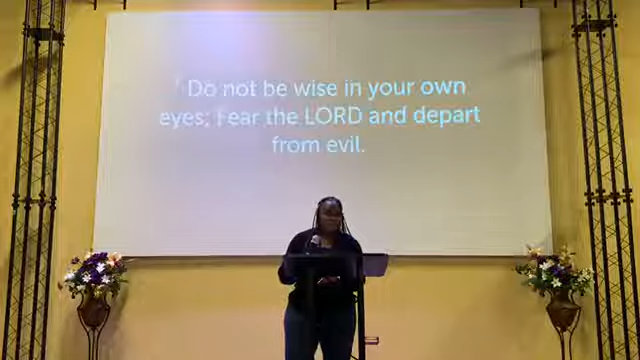 Do not be wise in your own
eyes; Fear the LORD and depart
from evil.